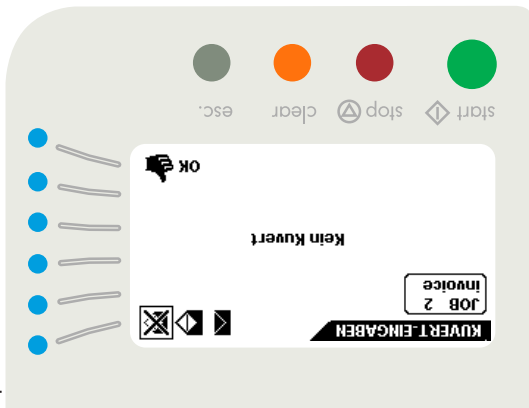 KUVERT-EINGABEN
JOB 2
invoice
Kein Kuvert
OK
start stop clear esc.